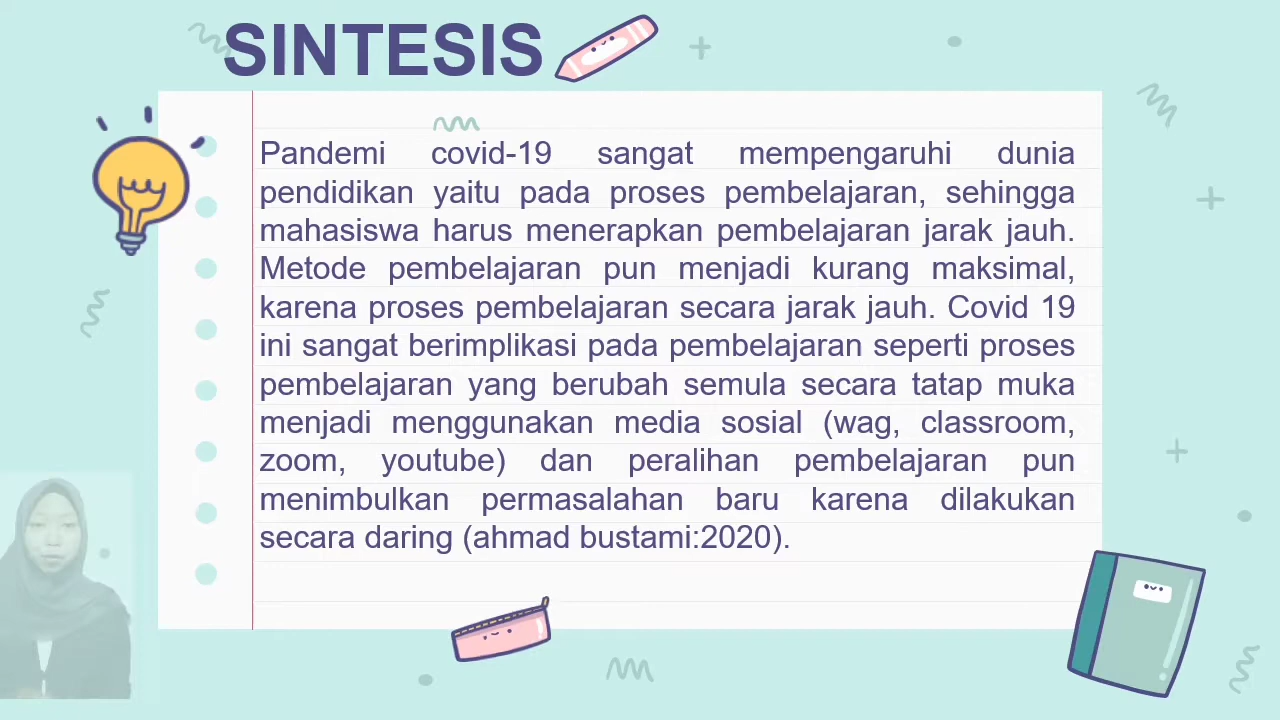 SINTESIS
Pandemi covid-19 sangat mempengaruhi dunia
pendidikan yaitu pada proses pembelajaran, sehingga
mahasiswa harus menerapkan pembelajaran jarak jauh.
Metode pembelajaran pun menjadi kurang maksimal,
karena proses pembelajaran secara jarak jauh. Covid 19
ini sangat berimplikasi pada pembelajaran seperti proses
pembelajaran yang berubah semula secara tatap muka
menjadi menggunakan media sosial (wag, classroom,
zoom, youtube) dan peralihan pembelajaran pun
menimbulkan permasalahan baru karena dilakukan
secara daring (ahmad bustami:2020).